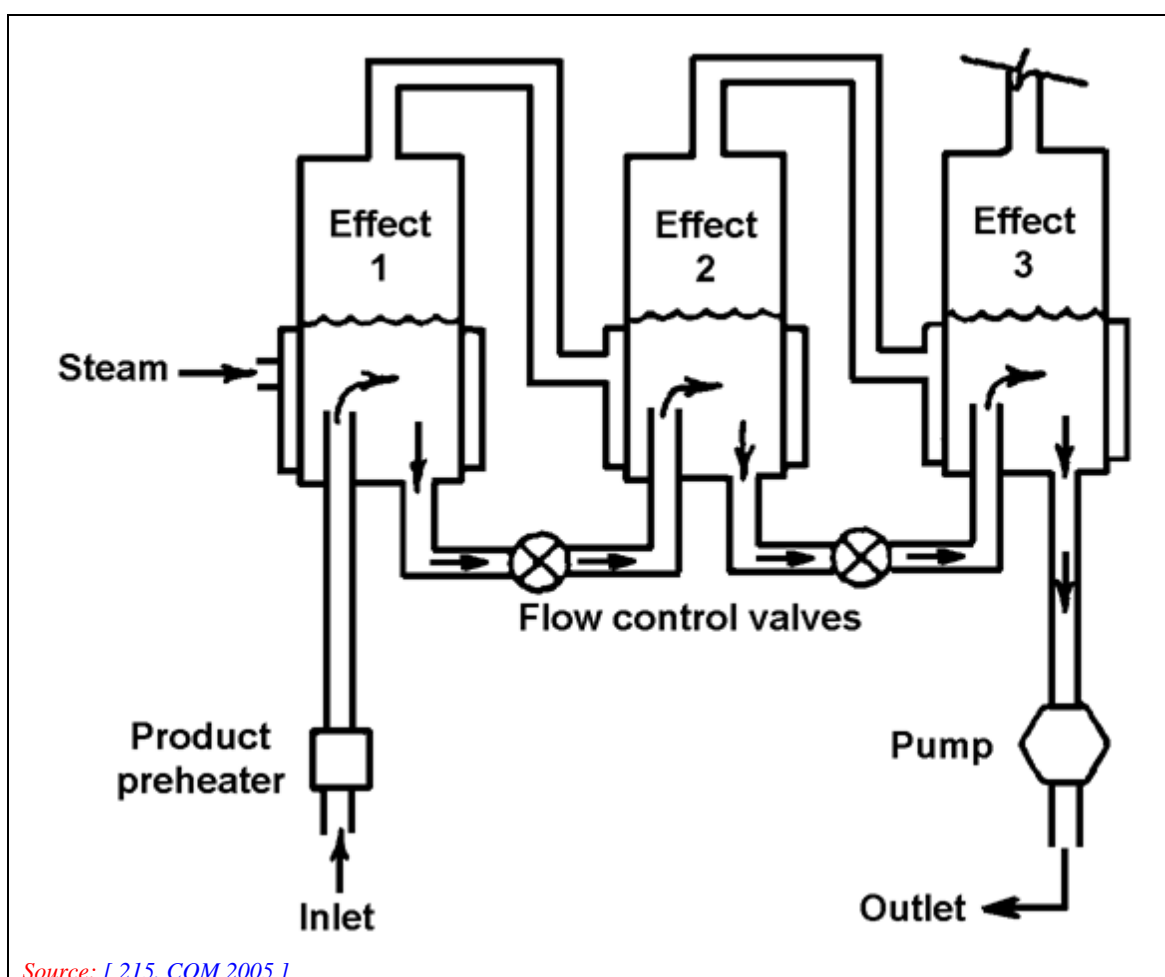 Effect
1
Effect
2
Effect
3
Steam
Flow control valves
Product
preheater
Pump
Inlet
Outlet
Source: [ 215, COM 2005 ]